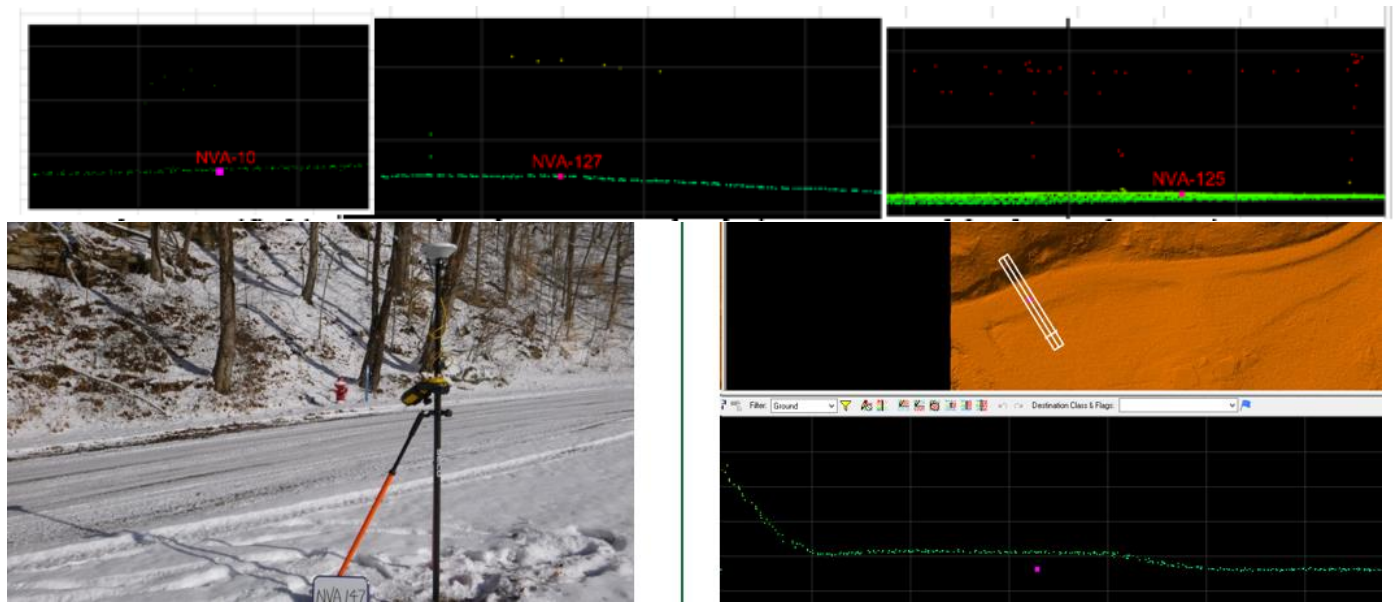 NVA-10
NVA-127
NVA-125
NVA 147
Filter: Ground
Destination Class & Flags: